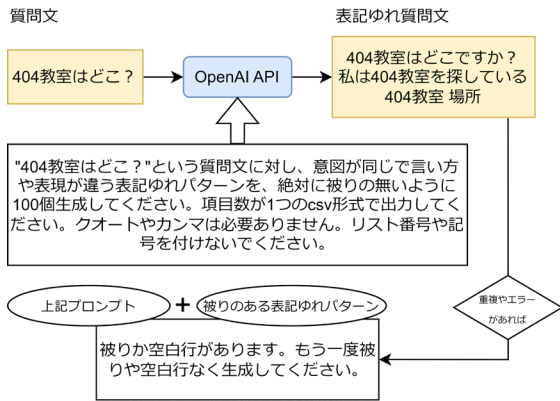 質問文
表記ゆれ質問文
404教室はどこ？
OpenAI API
404教室はどこですか？
私は404教室を探している
404教室 場所
"404教室はどこ？"という質問文に対し、意図が同じで言い方
や表現が違う表記ゆれパターンを、絶対に被りの無いように
100個生成してください。項目数が1つのcsv形式で出力してく
ださい。クオートやカンマは必要ありません。リスト番号や記
号を付けないでください。
重複やエラー
があれば
上記プロンプト
+
被りのある表記ゆれパターン
被りか空白行があります。もう一度被
りや空白行なく生成してください。